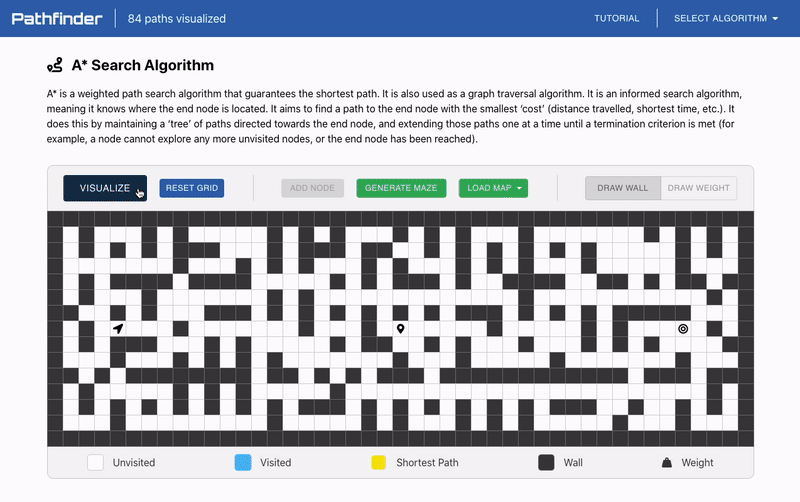 Pathfinder
84 paths visualized
TUTORIAL
SELECT ALGORITHM
A* Search Algorithm
A* is a weighted path search algorithm that guarantees the shortest path. It is also used as a graph traversal algorithm. It is an informed search algorithm,
meaning it knows where the end node is located. It aims to find a path to the end node with the smallest ‘cost’ (distance travelled, shortest time, etc.). It
does this by maintaining a ‘tree’ of paths directed towards the end node, and extending those paths one at a time until a termination criterion is met (for
example, a node cannot explore any more unvisited nodes, or the end node has been reached).
VISUALIZE
RESET GRID
ADD NODE
GENERATE MAZE
LOAD MAP
DRAW WALL
DRAW WEIGHT
Unvisited
Visited
Shortest Path
Wall
Weight